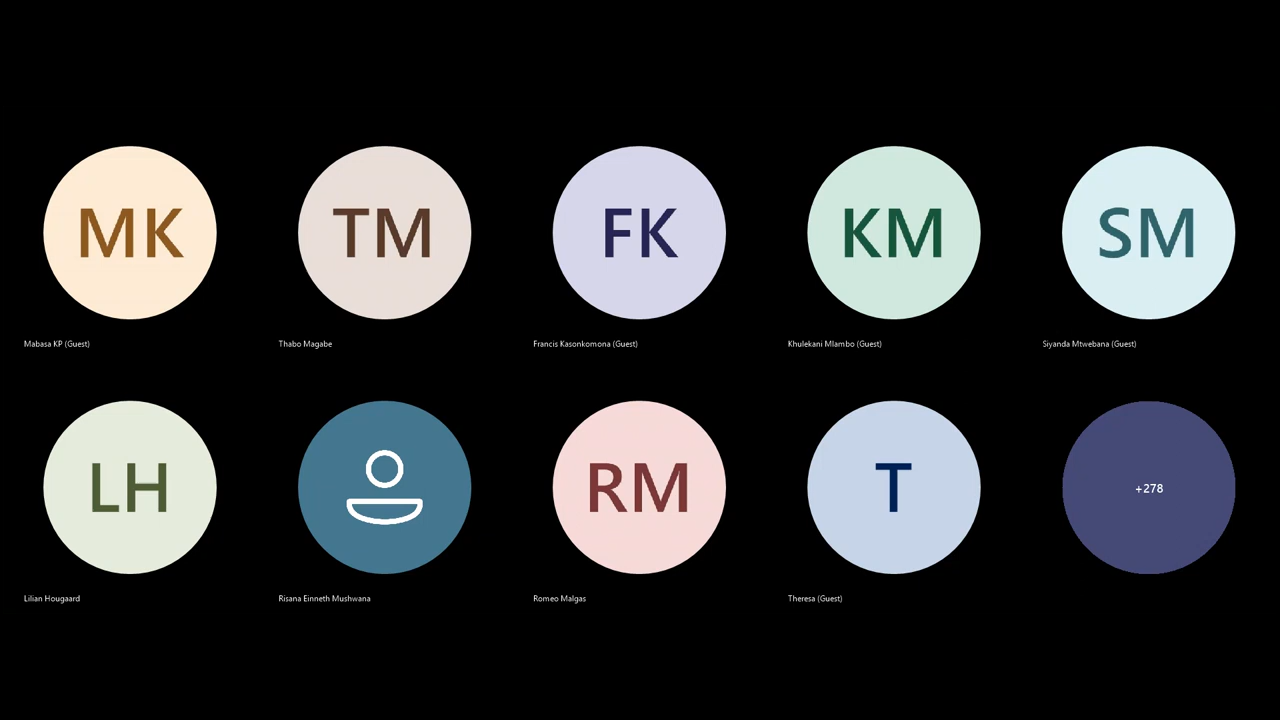 MK
TM
FK
KM
SM
Mabasa KP (Guest)
Thabo Magabe
Francis Kasonkomona (Guest)
Khulekani Mlambo (Guest)
Siyanda Mtwebana (Guest)
LH
RM
T
+278
Lilian Hougaard
Risana Einneth Mushwana
Romeo Malgas
Theresa (Guest)